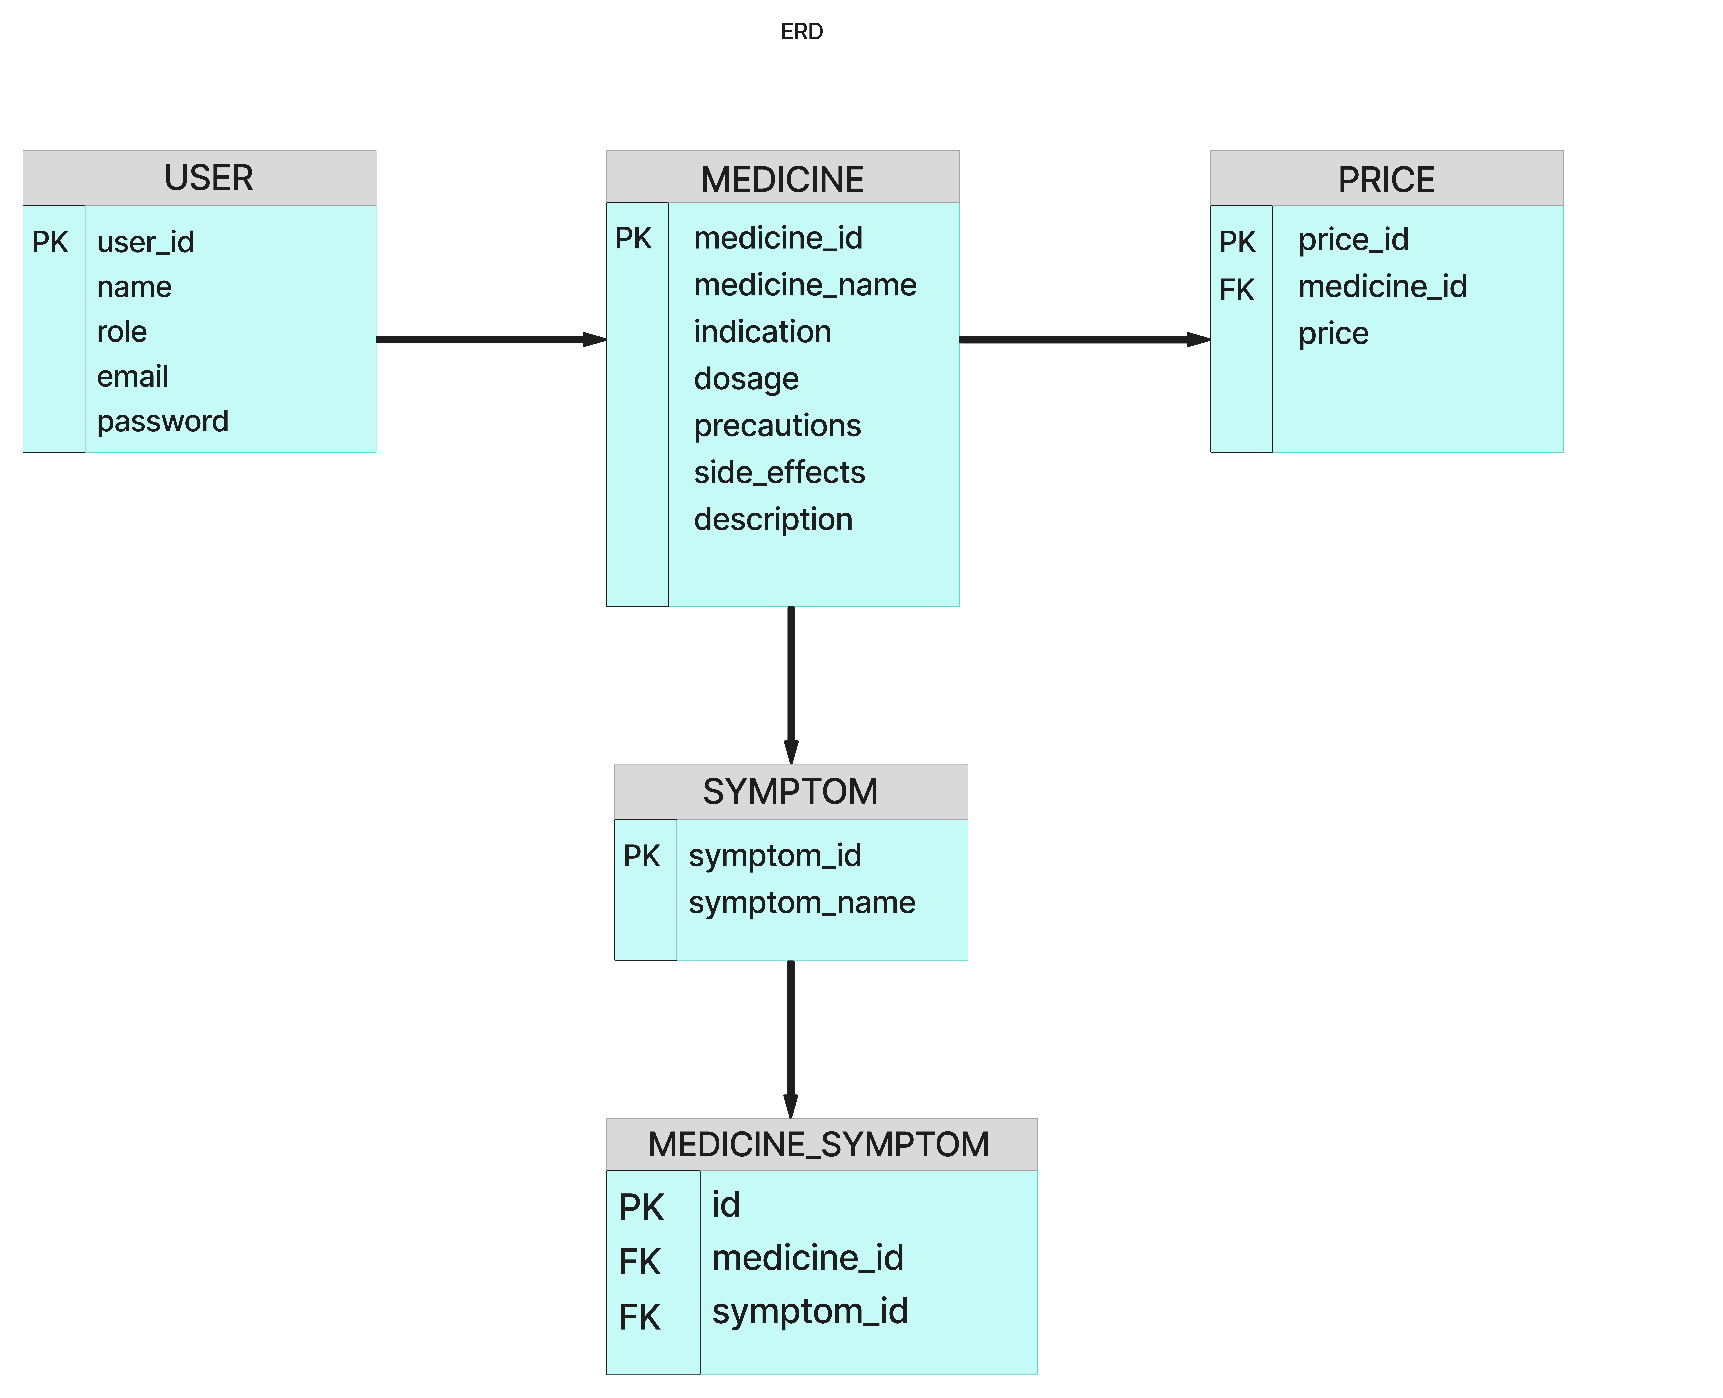 ERD
USER
PK user_id
name
role
email
password
MEDICINE
PK medicine_id
medicine_name
indication
dosage
precautions
side_effects
description
PRICE
PK price_id
FK medicine_id
price
SYMPTOM
PK symptom_id
symptom_name
MEDICINE_SYMPTOM
PK id
FK medicine_id
FK symptom_id